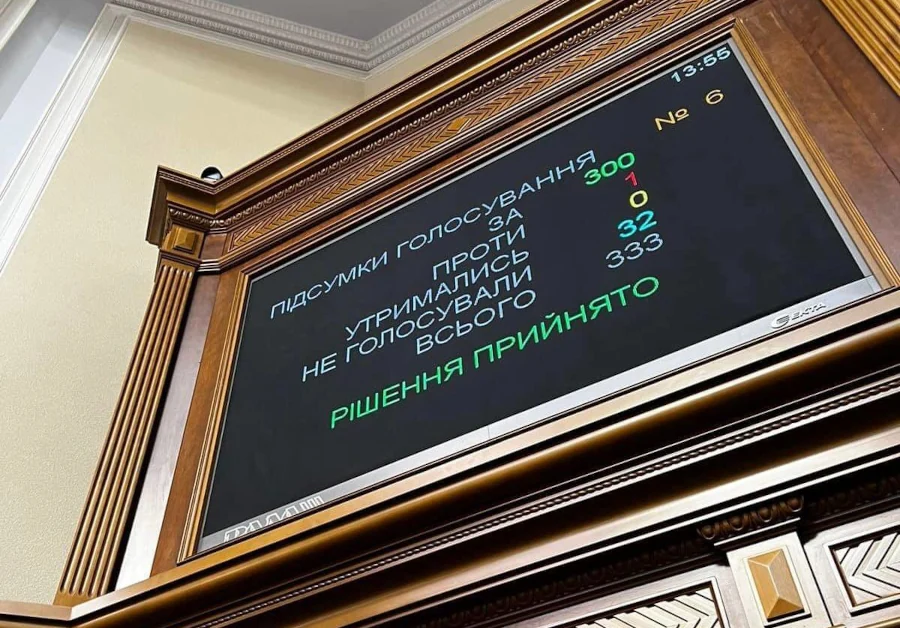 13:55
№ 6
ПІДСУМКИ ГОЛОСУВАННЯ
ЗА 300
ПРОТИ 1
УТРИМАЛИСЬ 0
НЕ ГОЛОСУВАЛИ 32
ВСЬОГО 333
РІШЕННЯ ПРИЙНЯТО
ЕКТА